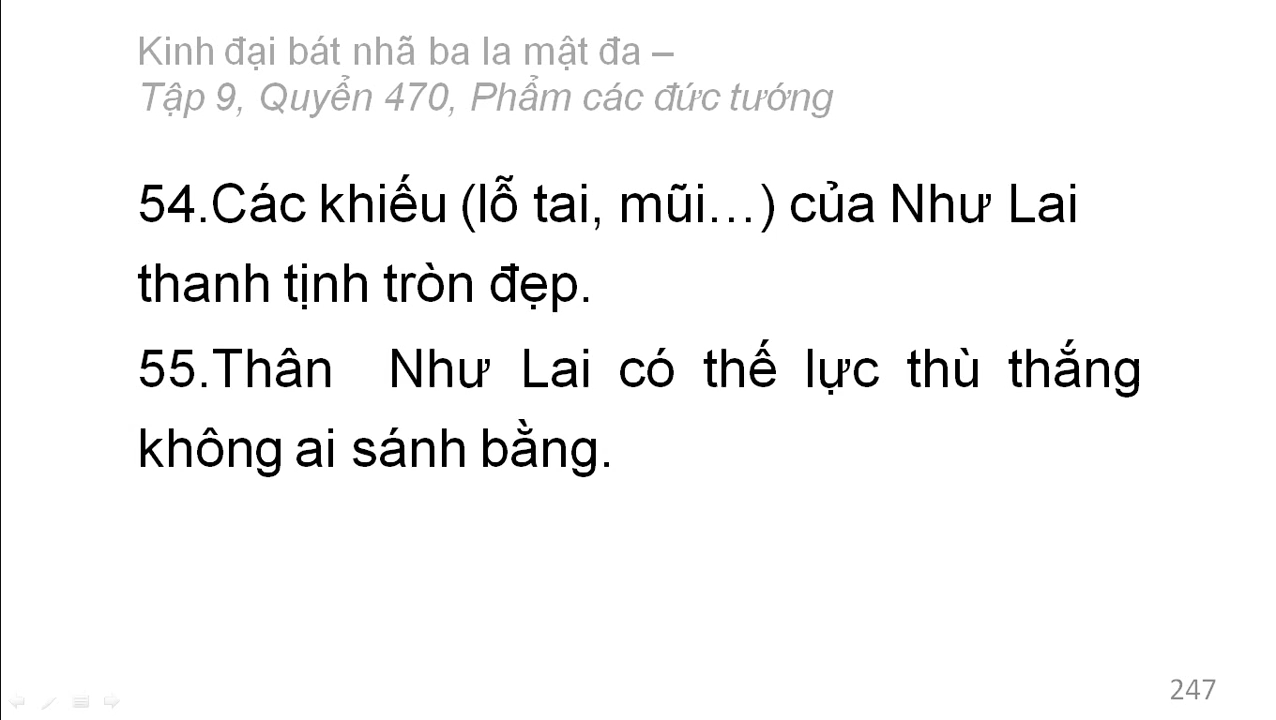 Kinh đại bát nhã ba la mật đa –
Tập 9, Quyển 470, Phẩm các đức tướng
54.Các khiếu (lỗ tai, mũi…) của Như Lai
thanh tịnh tròn đẹp.
55.Thân Như Lai có thế lực thù thắng
không ai sánh bằng.
247